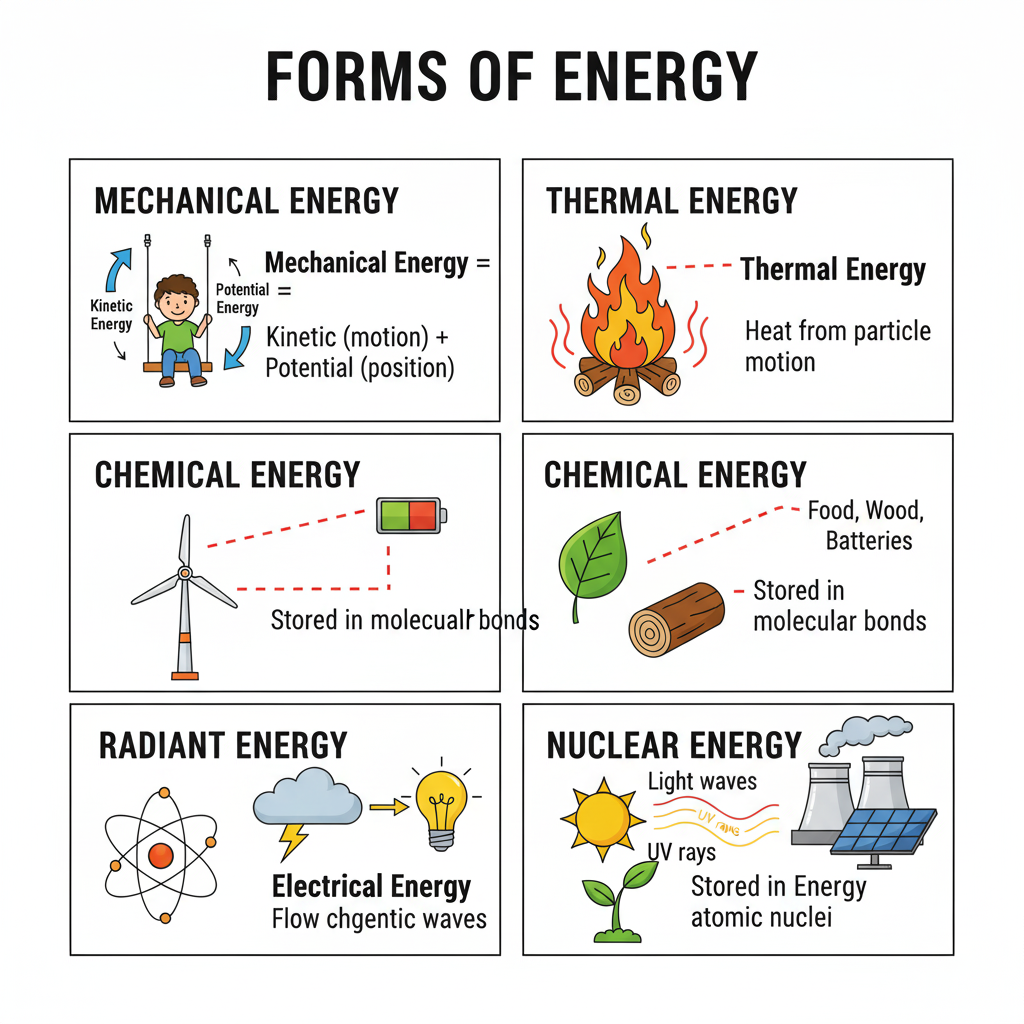 FORMS OF ENERGY
MECHANICAL ENERGY
Kinetic
Energy
Potential
Energy
=
Mechanical Energy =
Kinetic (motion) +
Potential (position)
THERMAL ENERGY
Thermal Energy
Heat from particle
motion
CHEMICAL ENERGY
Stored in bonds
CHEMICAL ENERGY
Food, Wood,
Batteries
Stored in
molecular bonds
RADIANT ENERGY
Electrical Energy
Flow chgentic waves
NUCLEAR ENERGY
Light waves
UV
UV rays
Stored in Energy
atomic nuclei